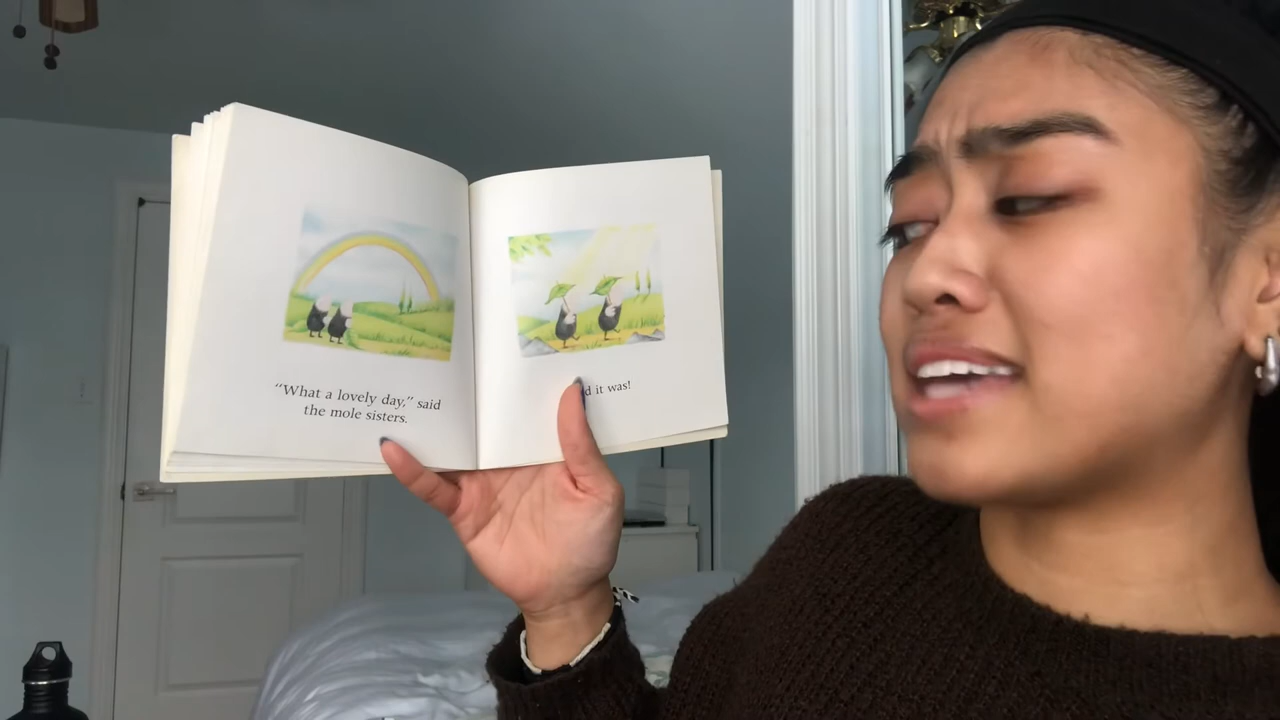 "What a lovely day," said
the mole sisters.
d it was!